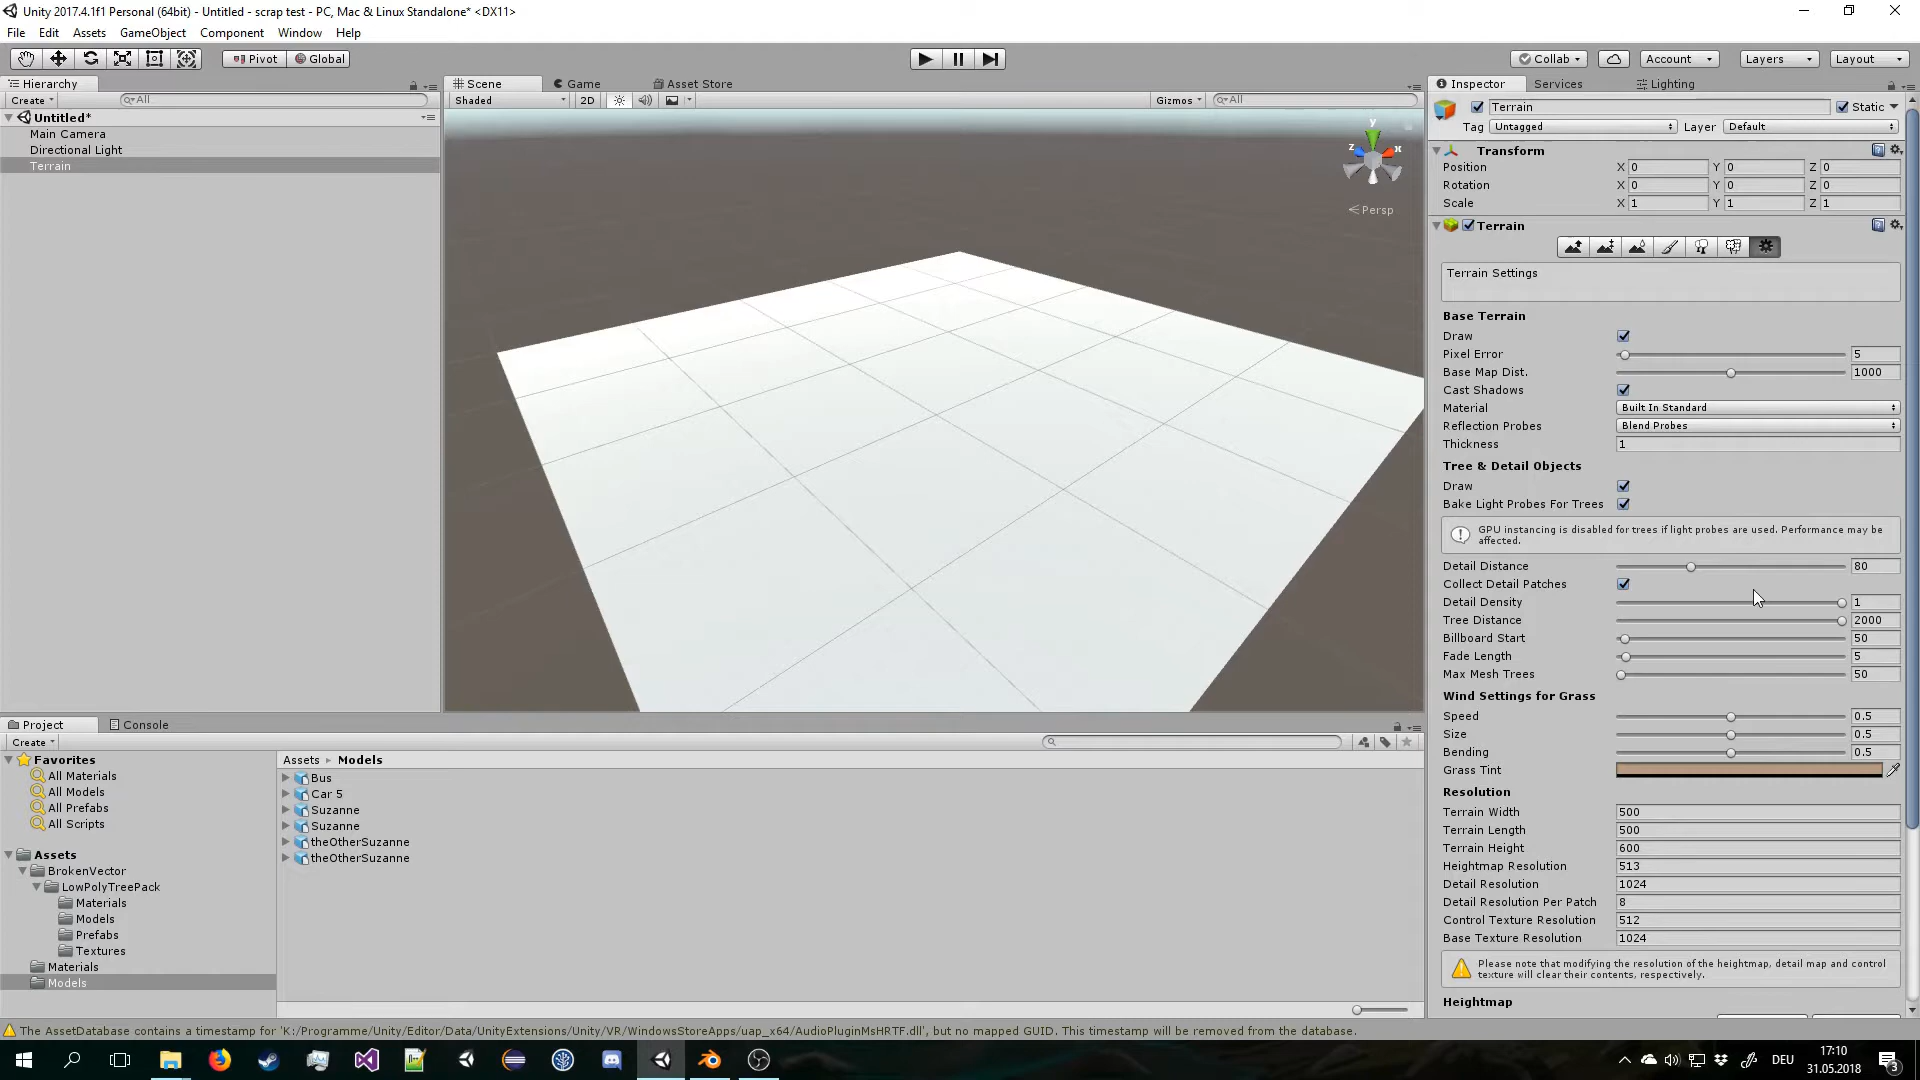 Unity 2017.4.1f1 Personal (64bit) - Untitled - scrap test - PC, Mac & Linux Standalone* <DX11>
File Edit Assets GameObject Component Window Help
Pivot Global Collab Account Layers Layout
Hierarchy
Create All
Untitled*
Main Camera
Directional Light
Terrain
Scene Game Asset Store
Shaded 2D Gizmos All
y
z x
Persp
Inspector Services Lighting
Terrain Static
Tag Untagged Layer Default
Transform
Position X 0 Y 0 Z 0
Rotation X 0 Y 0 Z 0
Scale X 1 Y 1 Z 1
Terrain
Terrain Settings
Base Terrain
Draw
Pixel Error 5
Base Map Dist. 1000
Cast Shadows
Material Built In Standard
Reflection Probes Blend Probes
Thickness 1
Tree & Detail Objects
Draw
Bake Light Probes For Trees
GPU instancing is disabled for trees if light probes are used. Performance may be
affected.
Detail Distance 80
Collect Detail Patches
Detail Density 1
Tree Distance 2000
Billboard Start 50
Fade Length 5
Max Mesh Trees 50
Wind Settings for Grass
Speed 0.5
Size 0.5
Bending 0.5
Grass Tint
Resolution
Terrain Width 500
Terrain Length 500
Terrain Height 600
Heightmap Resolution 513
Detail Resolution 1024
Detail Resolution Per Patch 8
Control Texture Resolution 512
Base Texture Resolution 1024
Please note that modifying the resolution of the heightmap, detail map and control
texture will clear their contents, respectively.
Heightmap
Project Console
Create
Favorites
All Materials
All Models
All Prefabs
All Scripts
Assets
BrokenVector
LowPolyTreePack
Materials
Models
Prefabs
Textures
Materials
Models
Assets Models
Bus
Car 5
Suzanne
Suzanne
theOtherSuzanne
theOtherSuzanne
The AssetDatabase contains a timestamp for 'K:/Programme/Unity/Editor/Data/UnityExtensions/Unity/VR/WindowsStoreApps/uap_x64/AudioPluginMsHRTF.dll', but no mapped GUID. This timestamp will be removed from the database.
DEU
17:10
31.05.2018
3